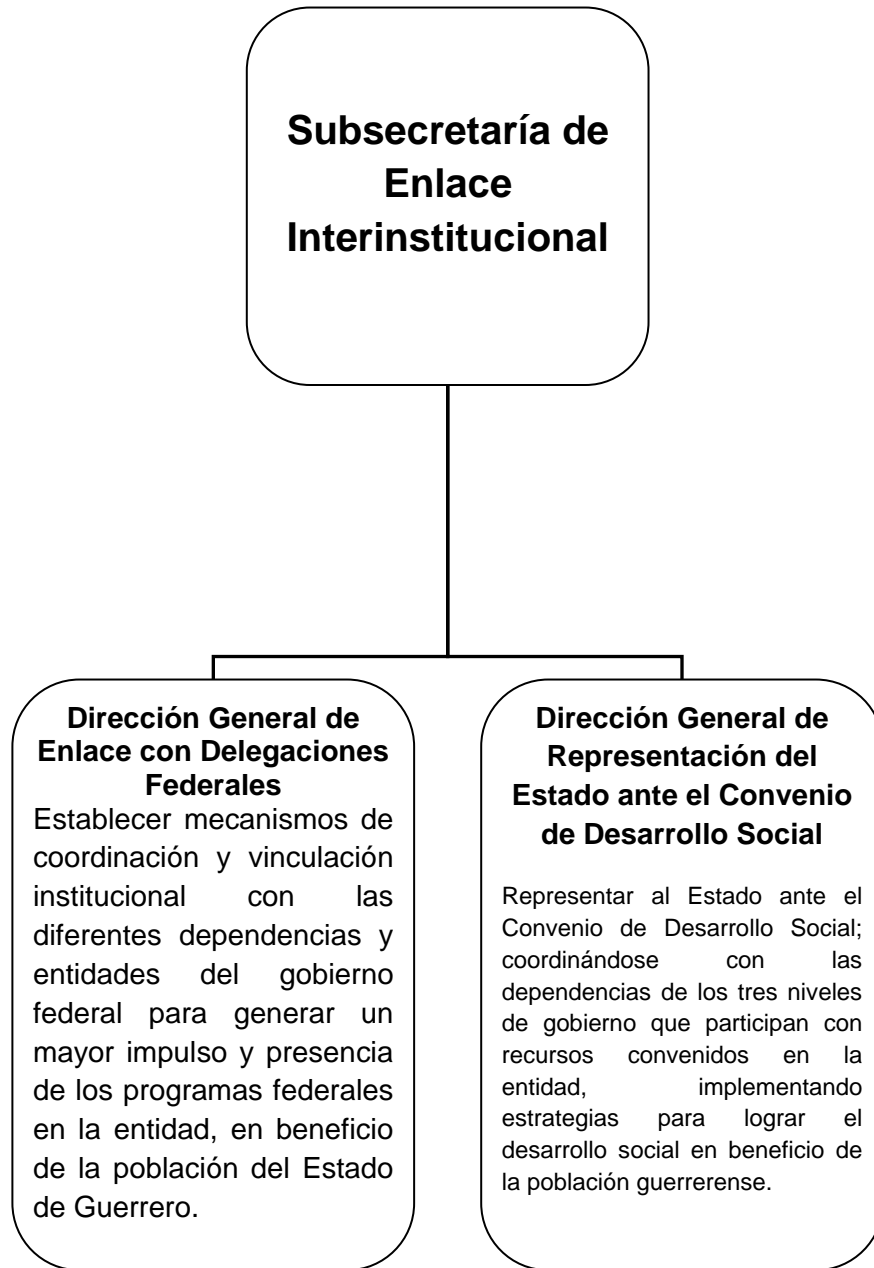 Subsecretaría de
Enlace
Interinstitucional
Dirección General de
Enlace con Delegaciones
Federales
Establecer mecanismos de
coordinación y vinculación
institucional con las
diferentes dependencias y
entidades del gobierno
federal para generar un
mayor impulso y presencia
de los programas federales
en la entidad, en beneficio
de la población del Estado
de Guerrero.
Dirección General de
Representación del
Estado ante el Convenio
de Desarrollo Social
Representar al Estado ante el
Convenio de Desarrollo Social;
coordinándose con las
dependencias de los tres niveles
de gobierno que participan con
recursos convenidos en la
entidad, implementando
estrategias para lograr el
desarrollo social en beneficio de
la población guerrerense.